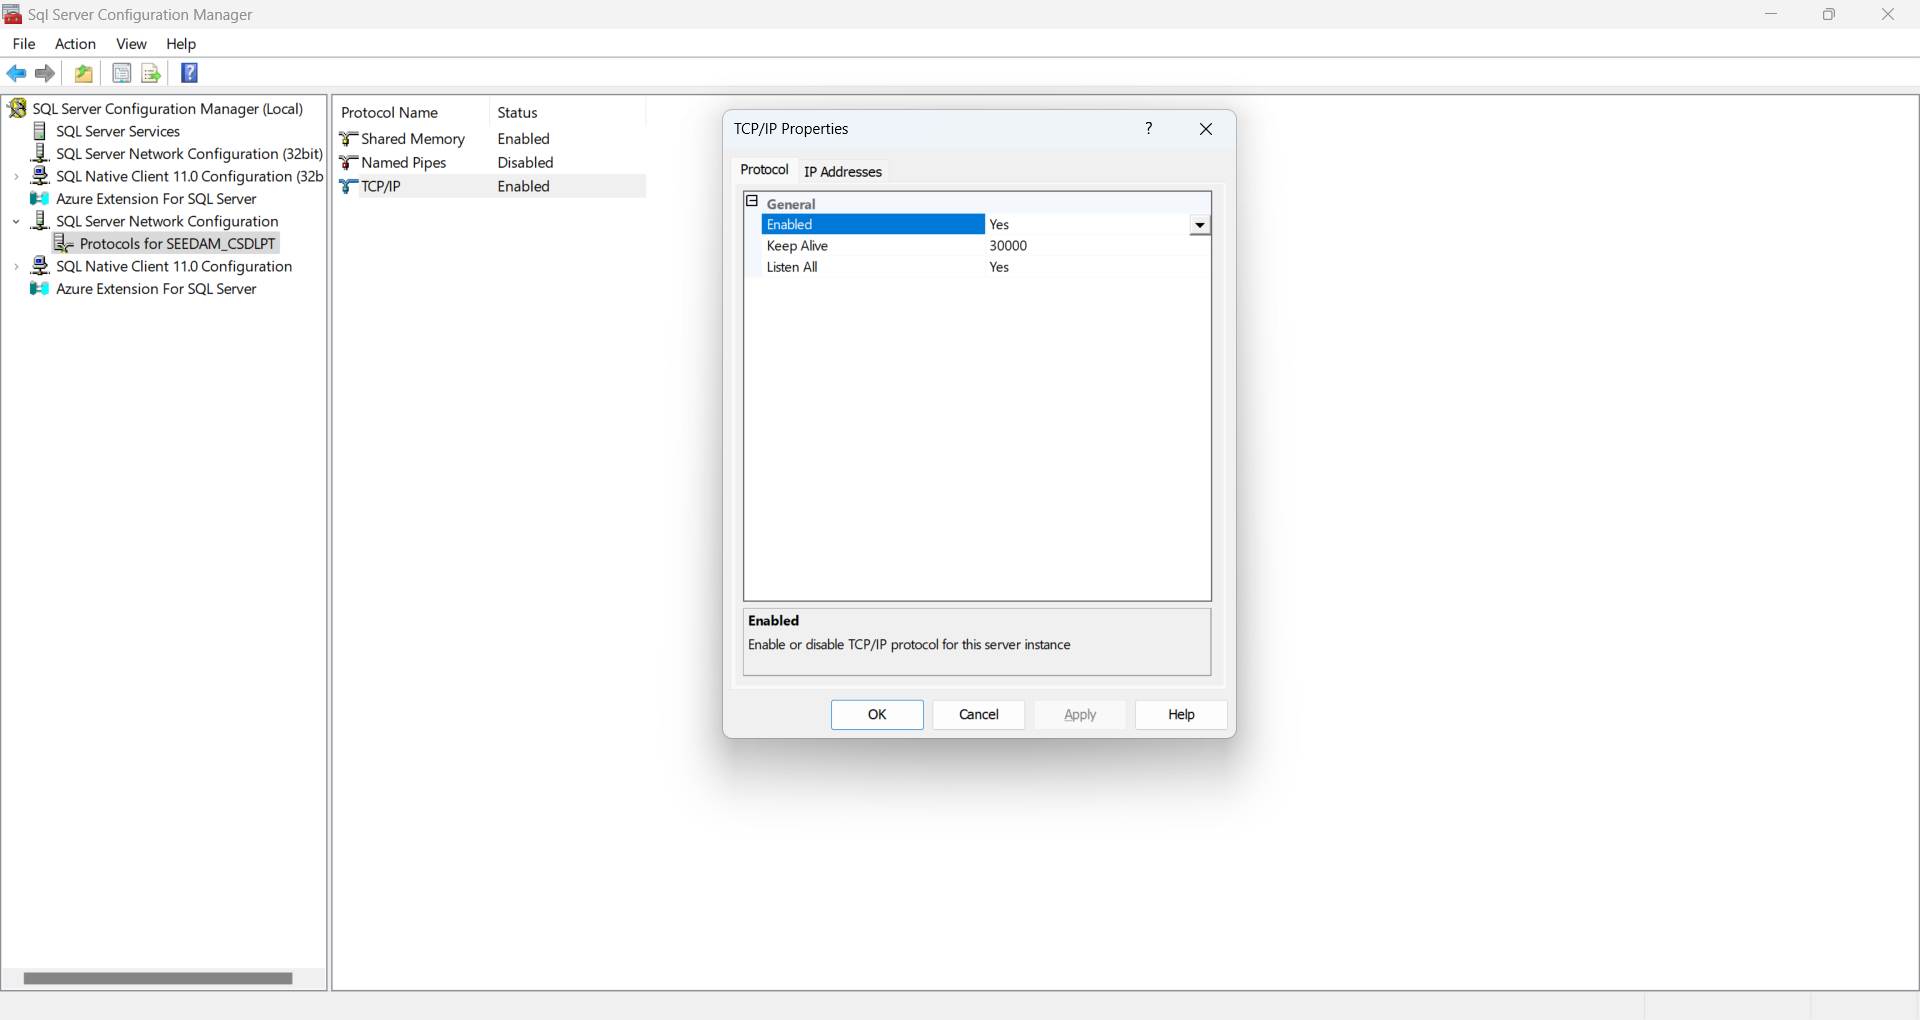 Sql Server Configuration Manager
File Action View Help
SQL Server Configuration Manager (Local)
SQL Server Services
SQL Server Network Configuration (32bit)
SQL Native Client 11.0 Configuration (32b
Azure Extension For SQL Server
SQL Server Network Configuration
Protocols for SEEDAM_CSDLPT
SQL Native Client 11.0 Configuration
Azure Extension For SQL Server
Protocol Name Status
Shared Memory Enabled
Named Pipes Disabled
TCP/IP Enabled
TCP/IP Properties ?
Protocol IP Addresses
General
Enabled Yes
Keep Alive 30000
Listen All Yes
Enabled
Enable or disable TCP/IP protocol for this server instance
OK Cancel Apply Help